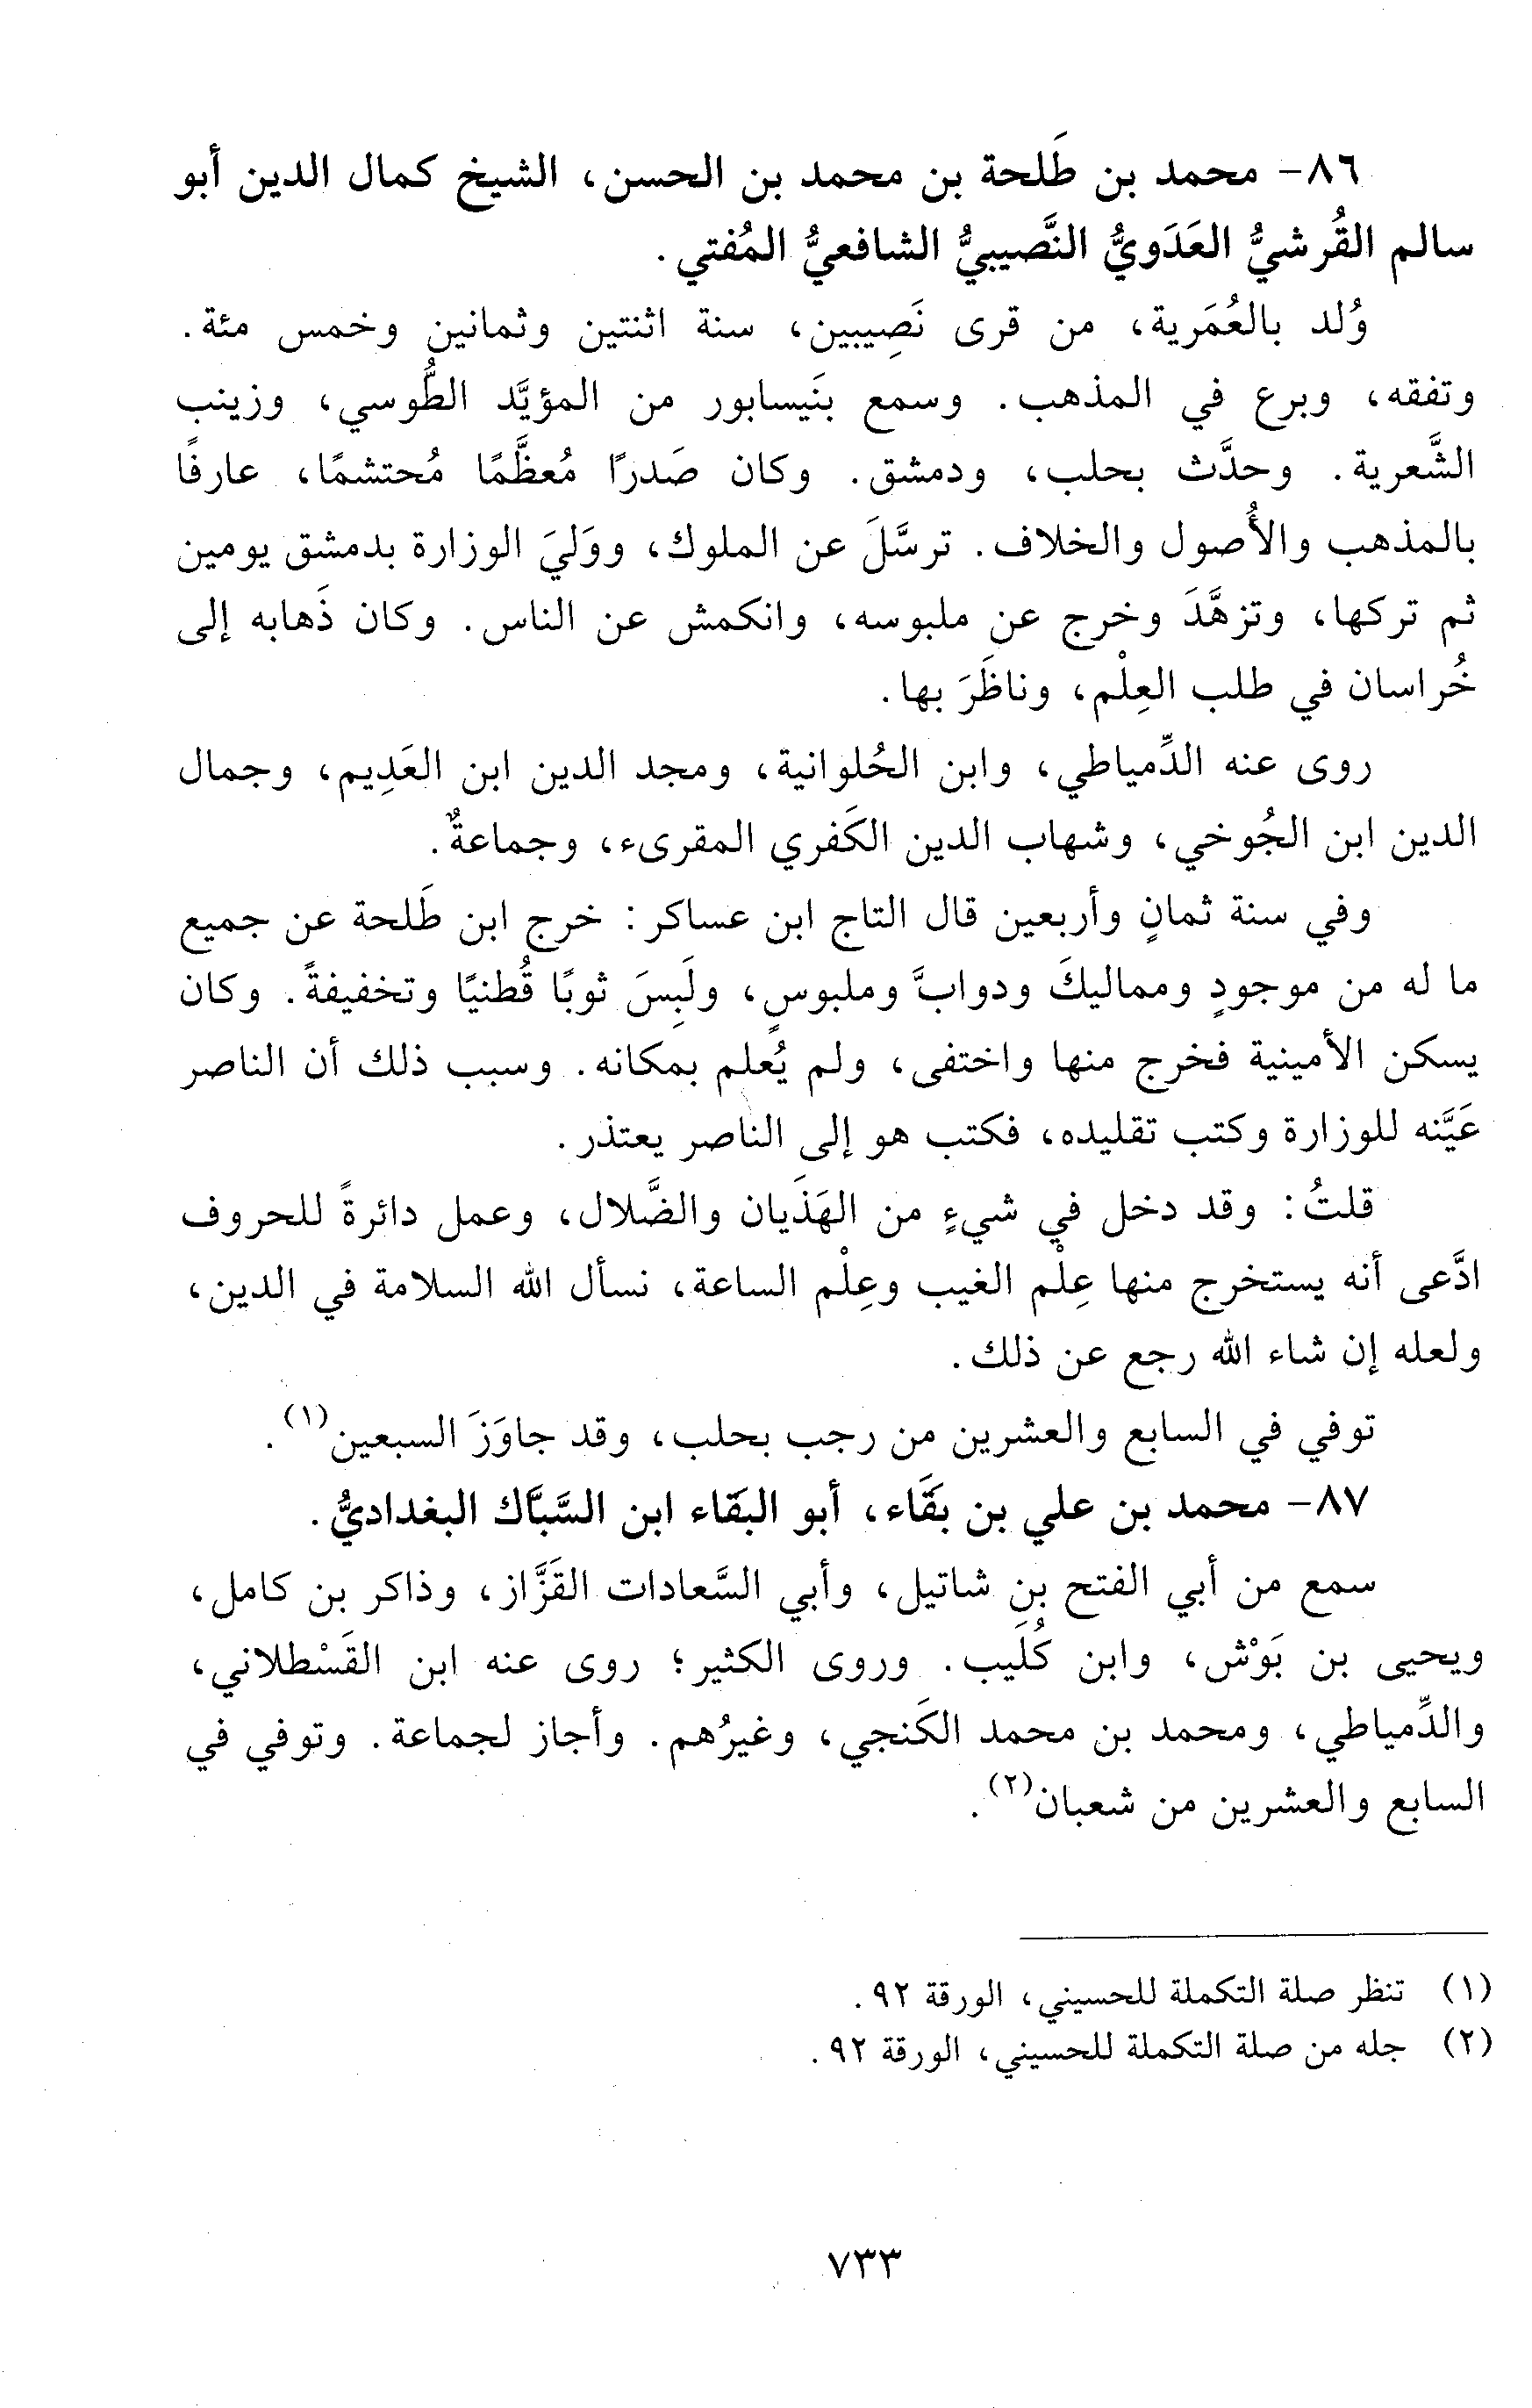 ٨٦- محمد بن طَلحة بن محمد بن الحسن، الشيخ كمال الدين أبو
سالم القُرشيُّ العَدَويُّ النَّصيبيُّ الشافعيُّ المُفتي.
وُلد بالعُمَرية، من قرى نَصِيبين، سنة اثنتين وثمانين وخمس مئة.
وتفقه، وبرع في المذهب. وسمع بنَيسابور من المؤيَّد الطُّوسي، وزينب
الشَّعرية. وحدَّث بحلب، ودمشق. وكان صَدرًا مُعظَّمًا مُحتشمًا، عارفًا
بالمذهب والأُصول والخلاف. ترسَّلَ عن الملوك، ووَليَ الوزارة بدمشق يومين
ثم تركها، وتزهَّدَ وخرج عن ملبوسه، وانكمش عن الناس. وكان ذَهابه إلى
خُراسان في طلب العِلْم، وناظَرَ بها.
روى عنه الدِّمياطي، وابن الحُلوانية، ومجد الدين ابن العَدِيم، وجمال
الدين ابن الجُوخي، وشهاب الدين الكَفري المقرىء، وجماعةٌ.
وفي سنة ثمانٍ وأربعين قال التاج ابن عساكر: خرج ابن طَلحة عن جميع
ما له من موجودٍ ومماليكَ ودوابَّ وملبوسٍ، ولَبِسَ ثوبًا قُطنيًا وتخفيفةً. وكان
يسكن الأمينية فخرج منها واختفى، ولم يُعلم بمكانه. وسبب ذلك أن الناصر
عَيَّنه للوزارة وكتب تقليده، فكتب هو إلى الناصر يعتذر.
قلتُ: وقد دخل في شيءٍ من الهَذَيان والضَّلال، وعمل دائرةً للحروف
ادَّعى أنه يستخرج منها عِلْم الغيب وعِلْم الساعة، نسأل الله السلامة في الدين،
ولعله إن شاء الله رجع عن ذلك.
توفي في السابع والعشرين من رجب بحلب، وقد جاوَزَ السبعين(١).
٨٧- محمد بن علي بن بَقَاء، أبو البَقَاء ابن السَّبَّاك البغداديُّ.
سمع من أبي الفتح بن شاتيل، وأبي السَّعادات القَزَّاز، وذاكر بن كامل،
ويحيى بن بَوْش، وابن كُلَيب. وروى الكثير؛ روى عنه ابن القَسْطلاني،
والدِّمياطي، ومحمد بن محمد الكَنجي، وغيرُهم. وأجاز لجماعة. وتوفي في
السابع والعشرين من شعبان(٢).
(١) تنظر صلة التكملة للحسيني، الورقة ٩٢.
(٢) جله من صلة التكملة للحسيني، الورقة ٩٢.
٧٣٣